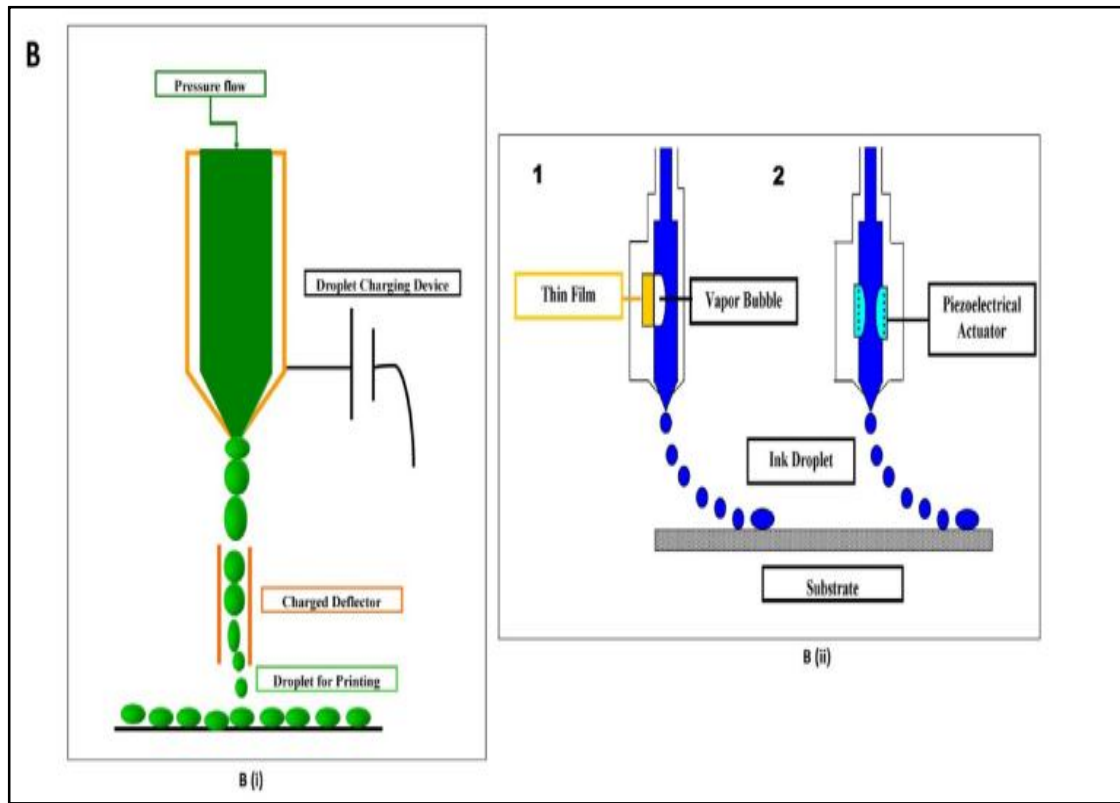 B
Pressure flow
Droplet Charging Device
Charged Deflector
Droplet for Printing
B (i)
1
2
Thin Film
Vapor Bubble
Piezoelectrical
Actuator
Ink Droplet
Substrate
B (ii)